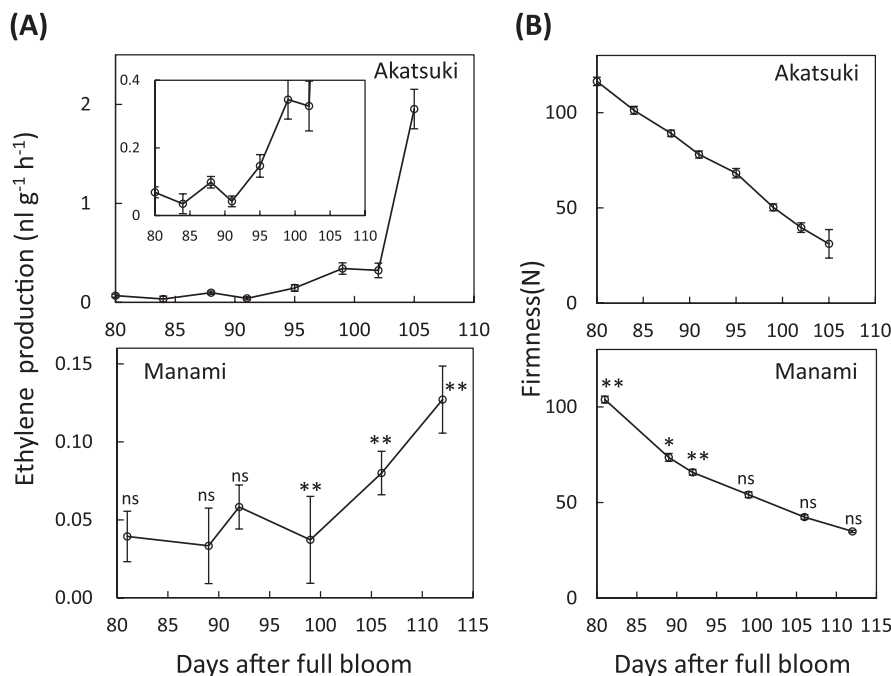 (A)
(B)
Ethylene production (nl g-1 h-1)
Akatsuki
2
1
0
80 85 90 95 100 105 110
0.4
0.2
0
80 85 90 95 100 105 110
Manami
0.15
0.10
0.05
0.00
ns
ns
ns
**
**
**
80 85 90 95 100 105 110 115
Days after full bloom
Firmness(N)
Akatsuki
100
50
0
80 85 90 95 100 105 110
Manami
100
50
0
**
*
**
ns
ns
ns
80 85 90 95 100 105 110 115
Days after full bloom